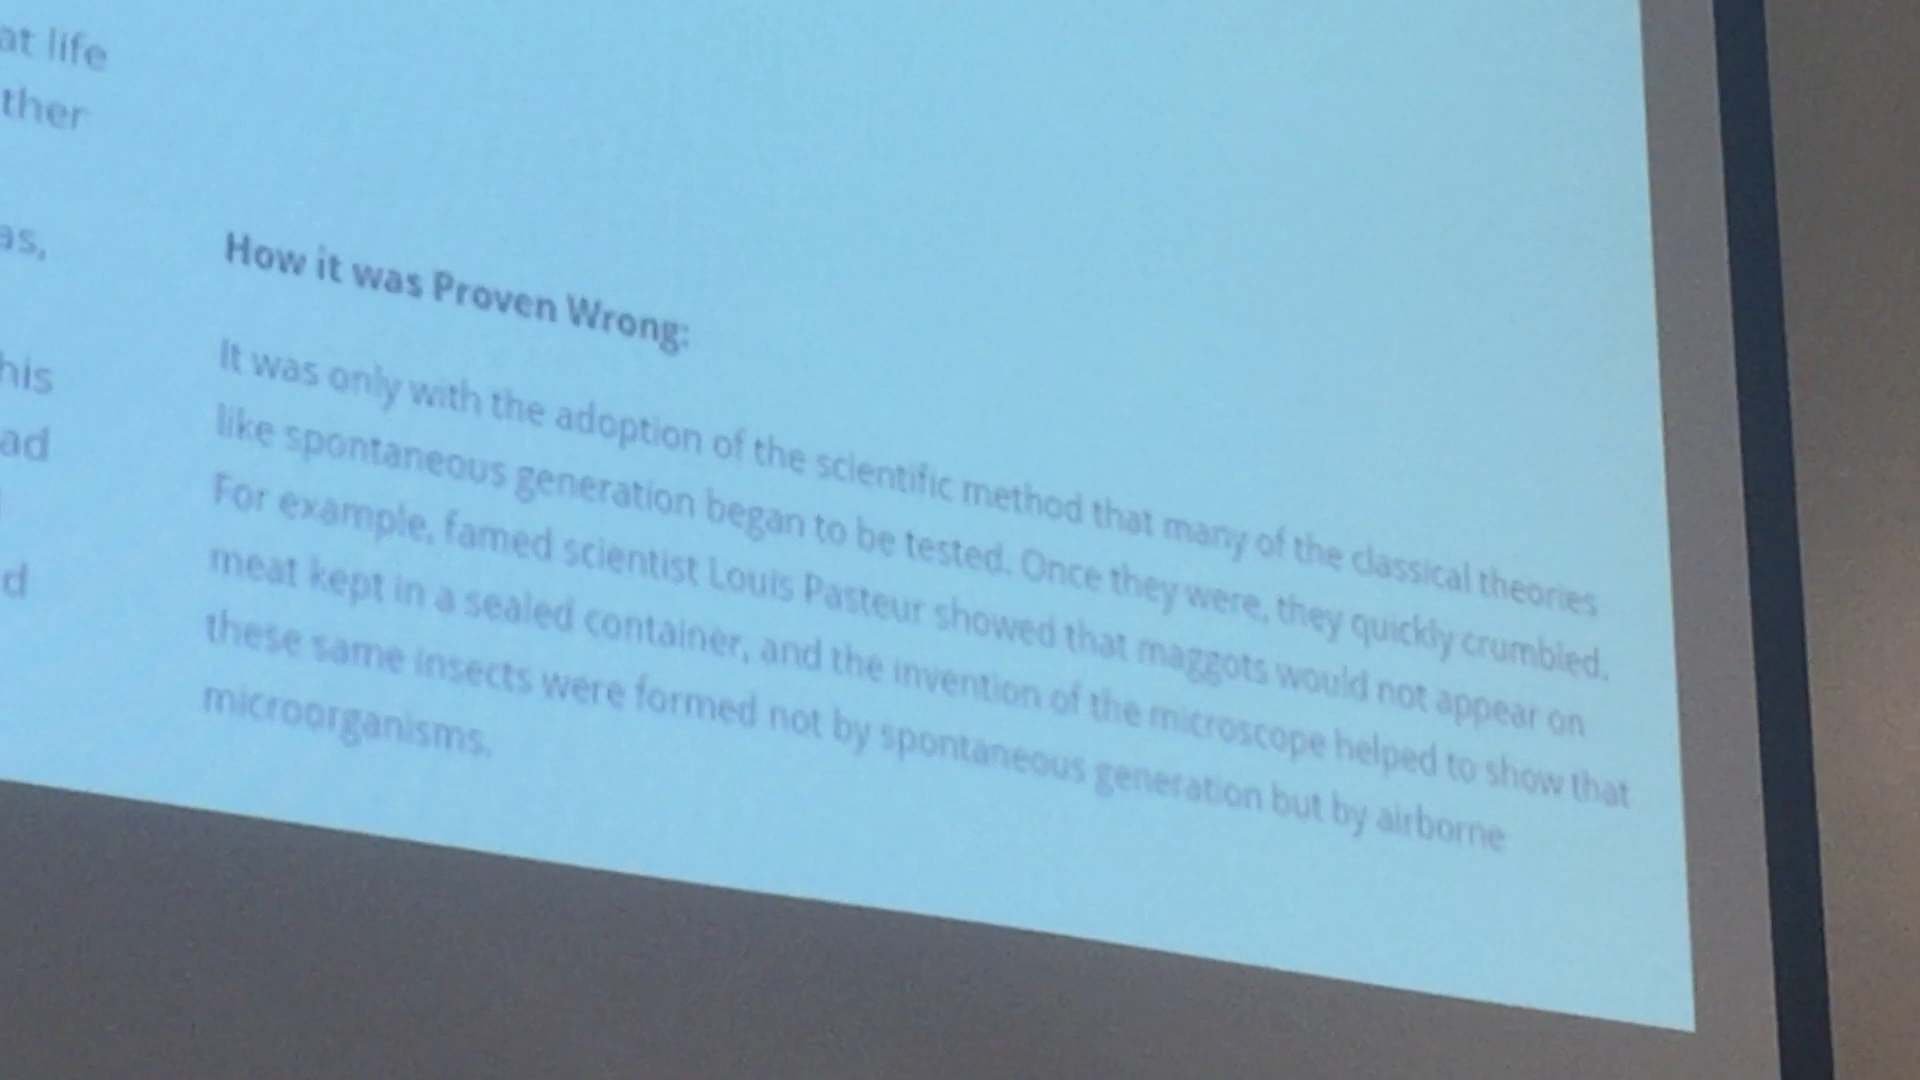 at life
ther
as,
his
ad
d
How it was Proven Wrong:
It was only with the adoption of the scientific method that many of the classical theories
like spontaneous generation began to be tested. Once they were, they quickly crumbled.
For example, famed scientist Louis Pasteur showed that maggots would not appear on
meat kept in a sealed container, and the invention of the microscope helped to show that
these same insects were formed not by spontaneous generation but by airborne
microorganisms.